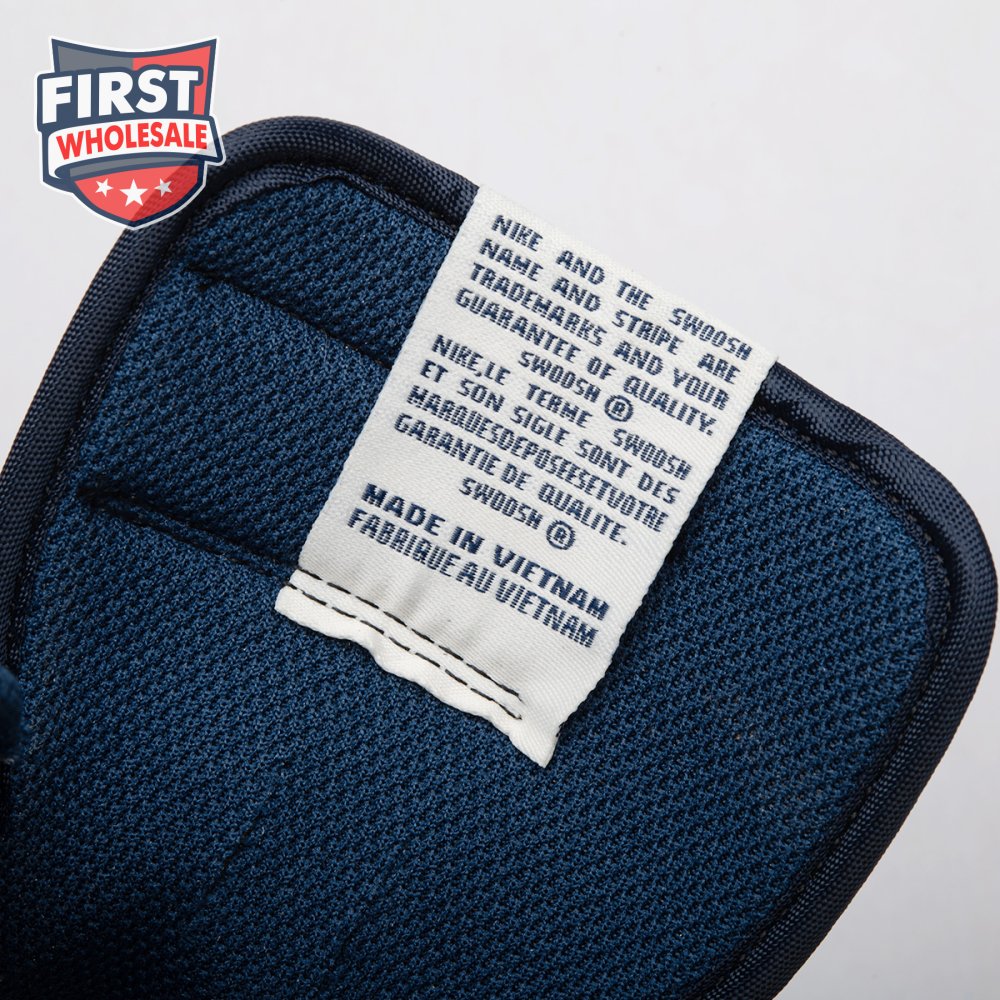 FIRST
WHOLESALE
NIKE AND THE SWOOSH
NAME AND STRIPE ARE
TRADEMARKS AND YOUR
GUARANTEE OF QUALITY.
SWOOSH ®
NIKE,LE TERME SWOOSH
ET SON SIGLE SONT DES
MARQUESDEPOSEESETVOTRE
GARANTIE DE QUALITE.
SWOOSH ®
MADE IN VIETNAM
FABRIQUE AU VIETNAM